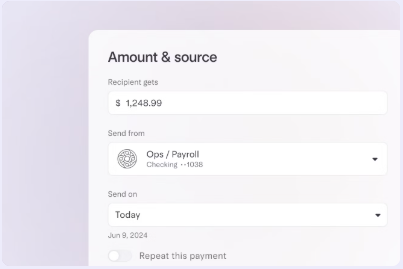 Amount & source
Recipient gets
$ 1,248.99
Send from
Ops / Payroll
Checking ••1038
Send on
Today
Jun 9, 2024
Repeat this payment